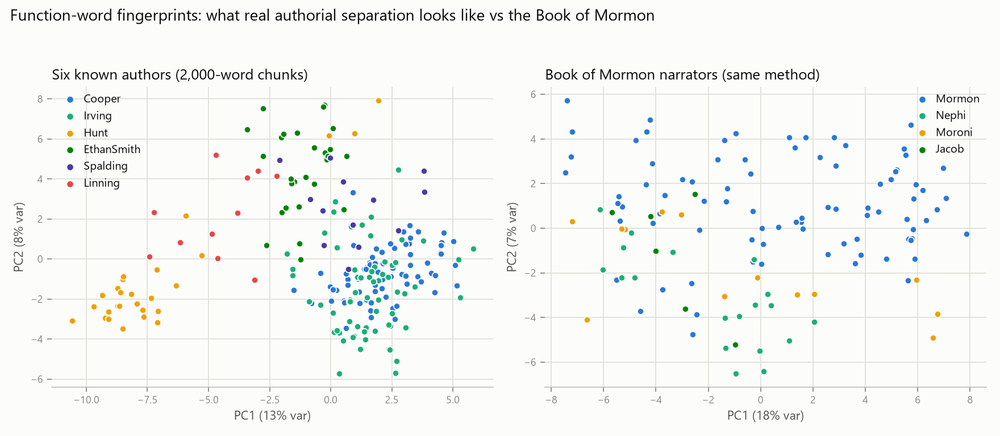 Function-word fingerprints: what real authorial separation looks like vs the Book of Mormon
Six known authors (2,000-word chunks)
Cooper
Irving
Hunt
EthanSmith
Spalding
Linning
PC2 (8% var)
8
6
4
2
0
−2
−4
−6
−10.0 −7.5 −5.0 −2.5 0.0 2.5 5.0
PC1 (13% var)
Book of Mormon narrators (same method)
Mormon
Nephi
Moroni
Jacob
PC2 (7% var)
6
4
2
0
−2
−4
−6
−8 −6 −4 −2 0 2 4 6 8
PC1 (18% var)